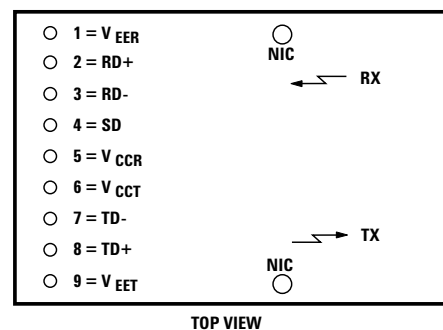 1 = V EER
2 = RD+
3 = RD-
4 = SD
5 = V CCR
6 = V CCT
7 = TD-
8 = TD+
9 = V EET
NIC
RX
TX
NIC
TOP VIEW